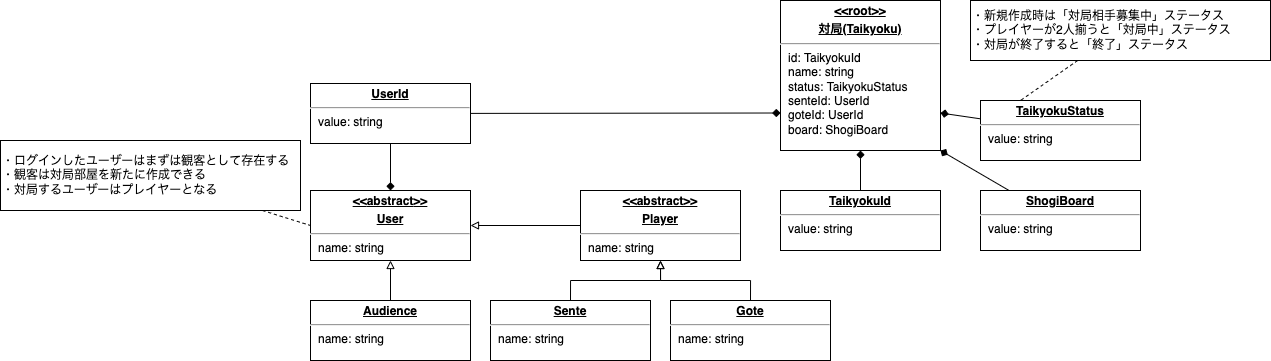 <<root>>
対局(Taikyoku)
id: TaikyokuId
name: string
status: TaikyokuStatus
senteId: UserId
goteId: UserId
board: ShogiBoard
・新規作成時は「対局相手募集中」ステータス
・プレイヤーが2人揃うと「対局中」ステータス
・対局が終了すると「終了」ステータス
UserId
value: string
TaikyokuStatus
value: string
・ログインしたユーザーはまずは観客として存在する
・観客は対局部屋を新たに作成できる
・対局するユーザーはプレイヤーとなる
<<abstract>>
User
name: string
<<abstract>>
Player
name: string
TaikyokuId
value: string
ShogiBoard
value: string
Audience
name: string
Sente
name: string
Gote
name: string